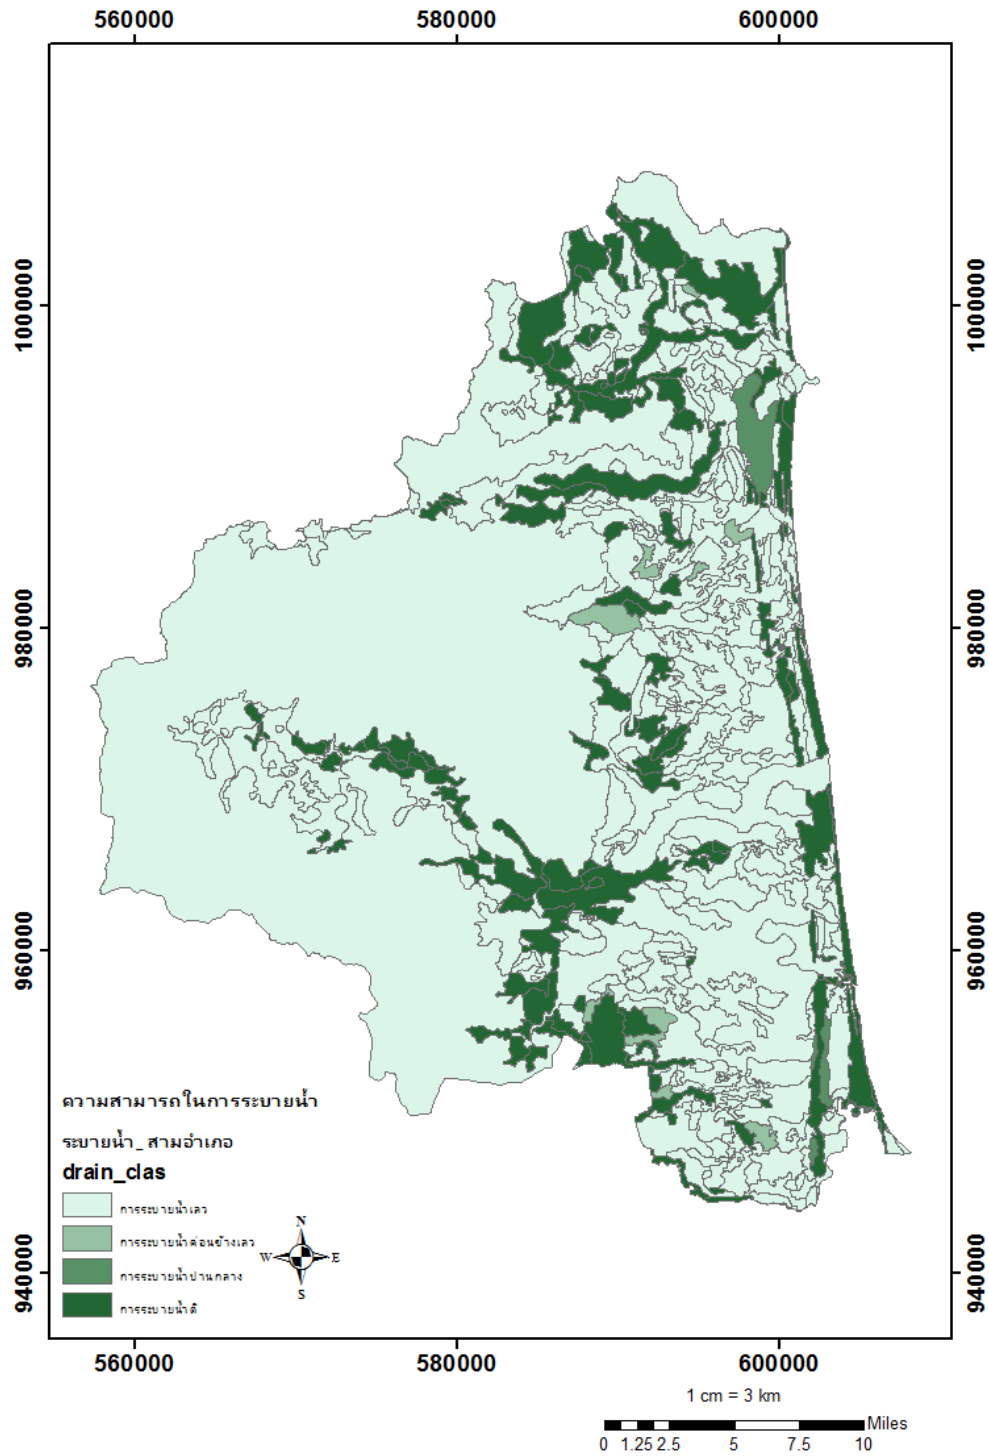 560000 580000 600000
1000000 1000000
980000 980000
960000 960000
940000 940000
ความสามารถในการระบายน้ำ
ระบายน้ำ_สามอำเภอ
drain_clas
การระบายน้ำเลว
การระบายน้ำค่อนข้างเลว
การระบายน้ำปานกลาง
การระบายน้ำดี
N
W E
S
560000 580000 600000
1 cm = 3 km
Miles
0 1.25 2.5 5 7.5 10